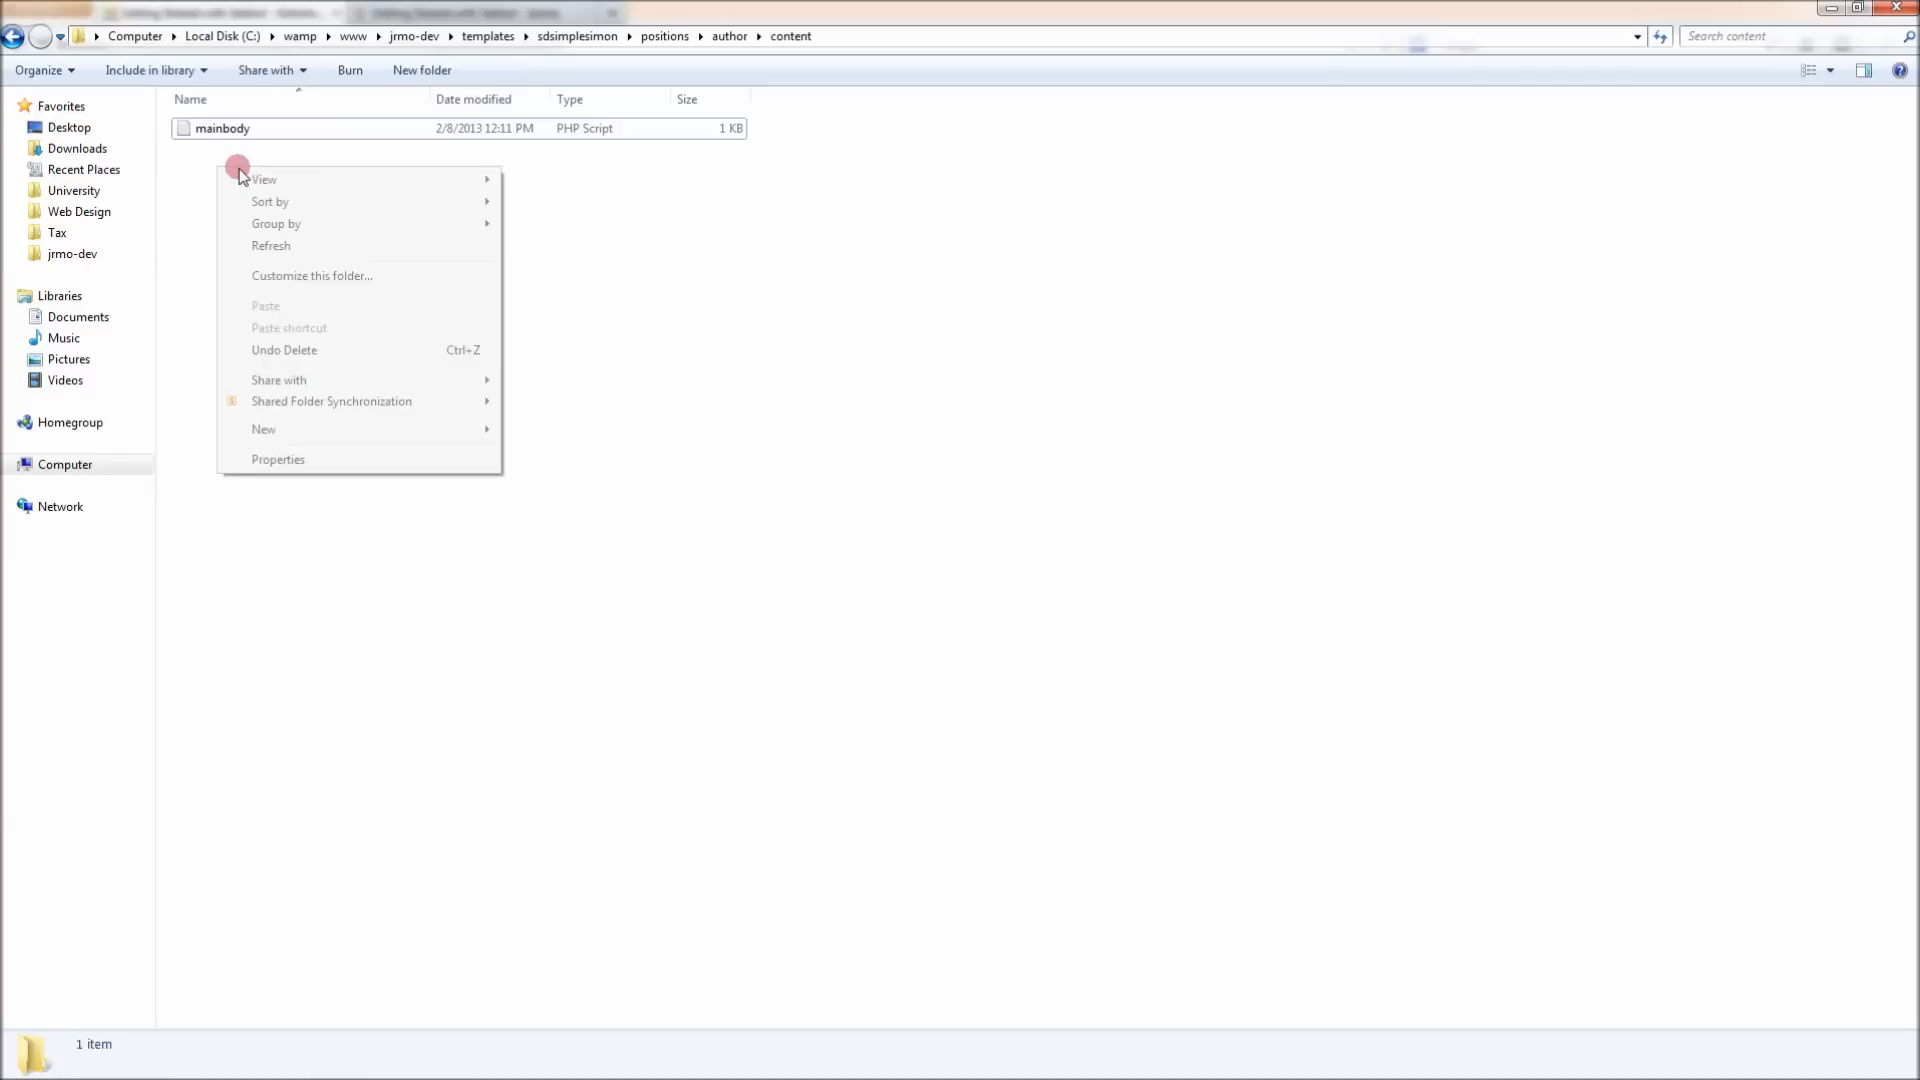 Computer Local Disk (C:) wamp www jrmo-dev templates sdsimplesimon positions author content
Search content
Organize Include in library Share with Burn New folder
Name Date modified Type Size
mainbody 2/8/2013 12:11 PM PHP Script 1 KB
Favorites
Desktop
Downloads
Recent Places
University
Web Design
Tax
jrmo-dev
Libraries
Documents
Music
Pictures
Videos
Homegroup
Computer
Network
View
Sort by
Group by
Refresh
Customize this folder...
Paste
Paste shortcut
Undo Delete Ctrl+Z
Share with
S Shared Folder Synchronization
New
Properties
1 item